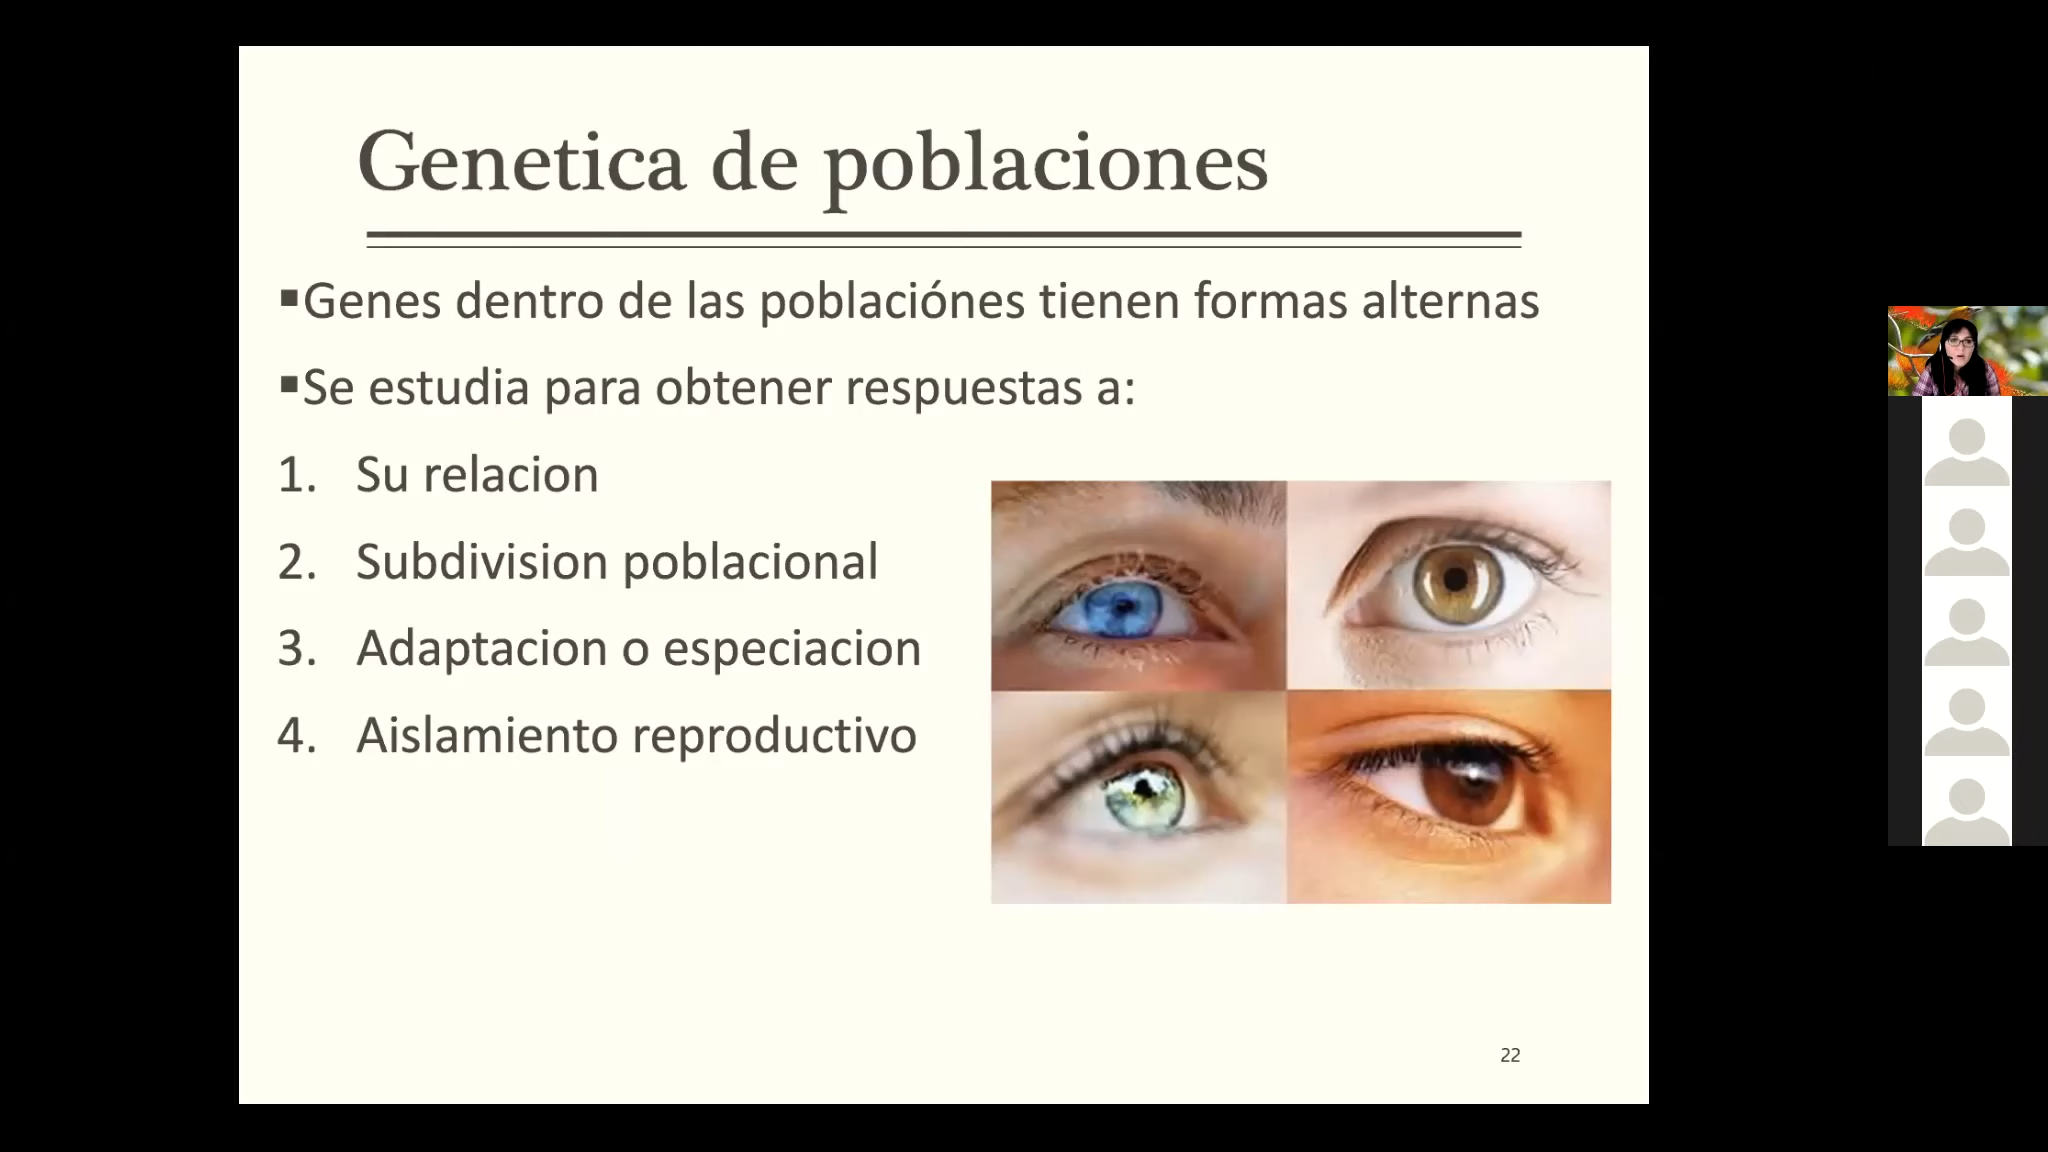 Genetica de poblaciones
▪Genes dentro de las poblaciónes tienen formas alternas
▪Se estudia para obtener respuestas a:
1. Su relacion
2. Subdivision poblacional
3. Adaptacion o especiacion
4. Aislamiento reproductivo
22